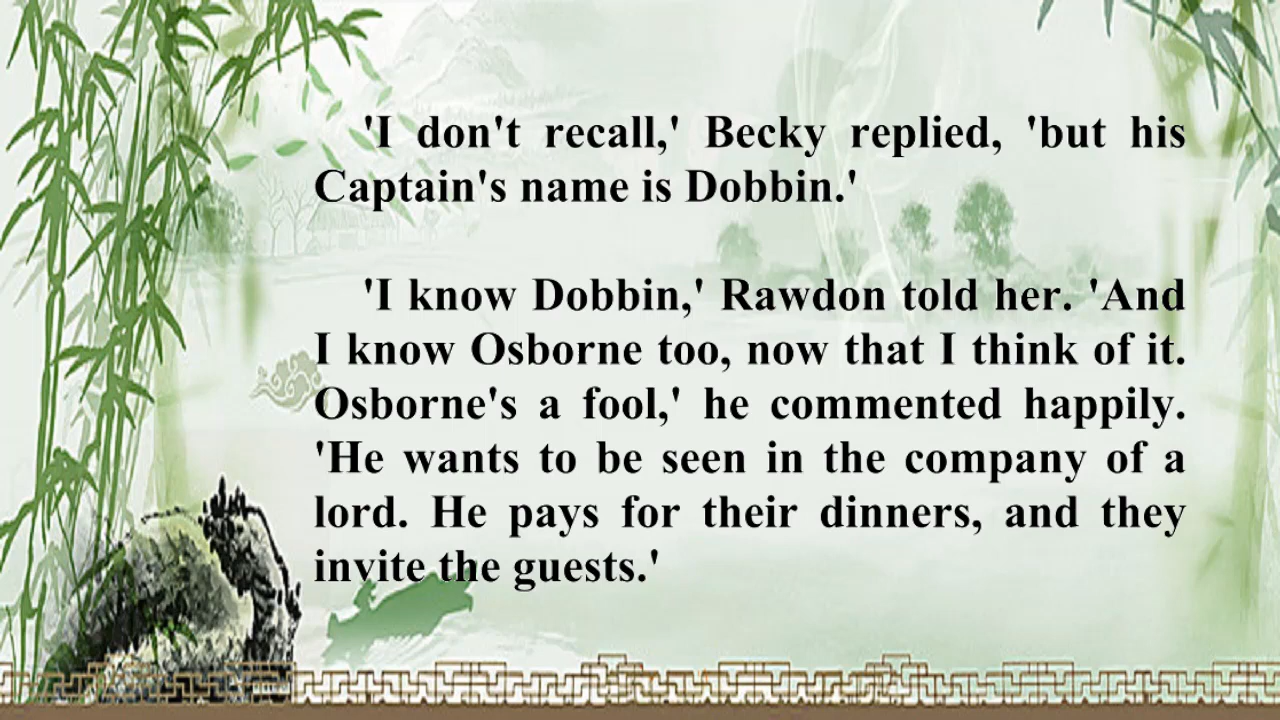 'I don't recall,' Becky replied, 'but his
Captain's name is Dobbin.'
'I know Dobbin,' Rawdon told her. 'And
I know Osborne too, now that I think of it.
Osborne's a fool,' he commented happily.
'He wants to be seen in the company of a
lord. He pays for their dinners, and they
invite the guests.'